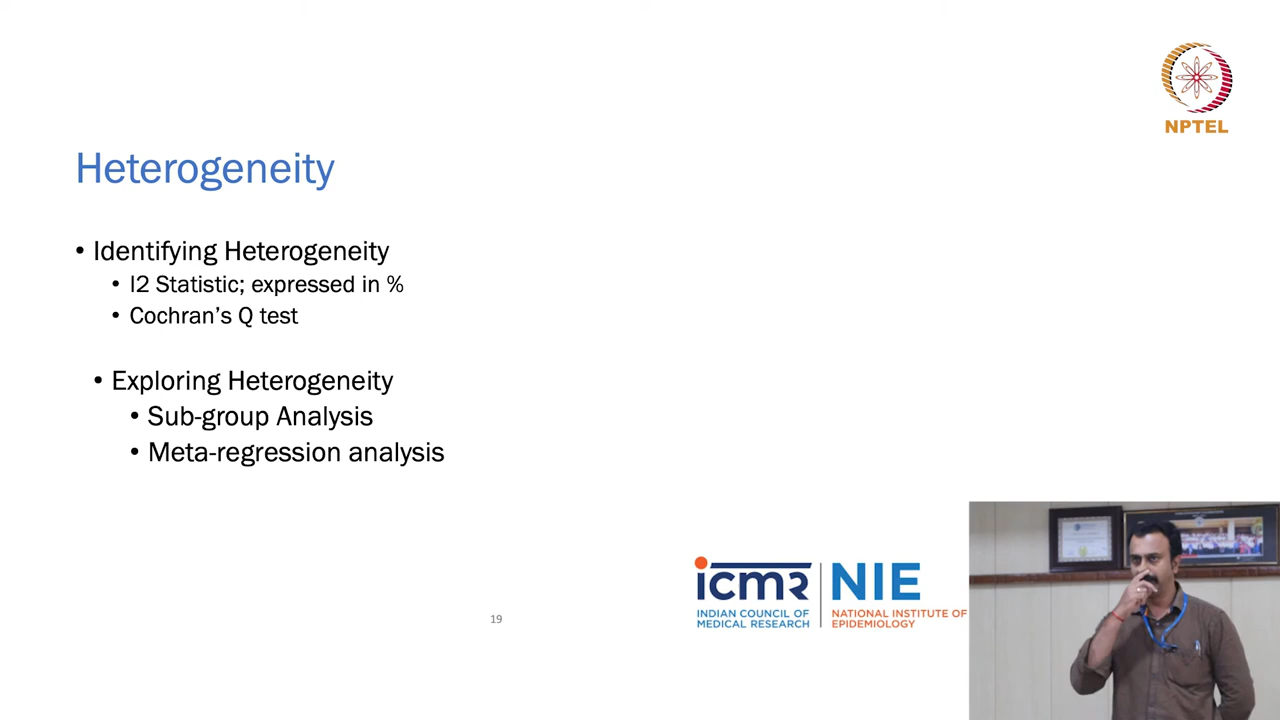 NPTEL
Heterogeneity
• Identifying Heterogeneity
• I2 Statistic; expressed in %
• Cochran's Q test
• Exploring Heterogeneity
• Sub-group Analysis
• Meta-regression analysis
icmr NIE
INDIAN COUNCIL OF MEDICAL RESEARCH
NATIONAL INSTITUTE OF EPIDEMIOLOGY
19